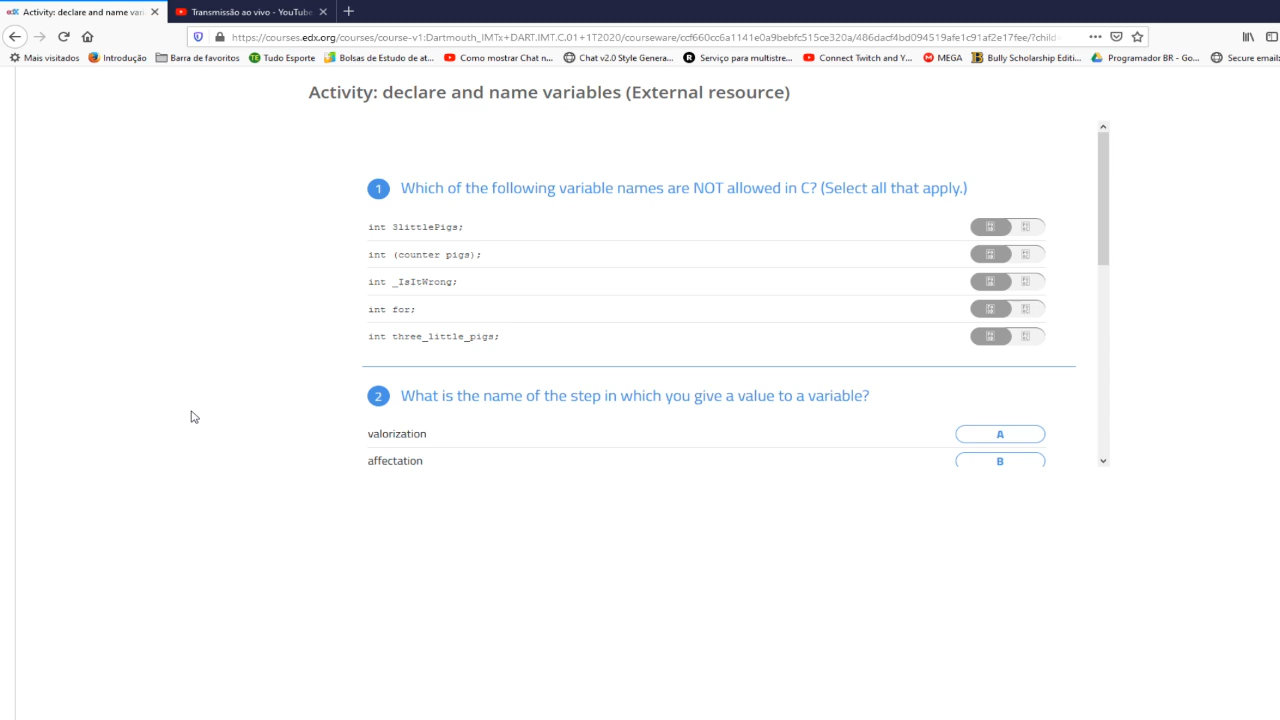 Activity: declare and name vari
Transmissão ao vivo - YouTube
https://courses.edx.org/courses/course-v1:Dartmouth_IMTx+DART.IMT.C.01+1T2020/courseware/ccf660cc6a1141e0a9bebfc515ce320a/486dacf4bd094519afe1c91af2e17fee/?child
Mais visitados
Introdução
Barra de favoritos
Tudo Esporte
Bolsas de Estudo de at...
Como mostrar Chat n...
Chat v2.0 Style Genera...
Serviço para multistre...
Connect Twitch and Y...
MEGA
Bully Scholarship Editi...
Programador BR - Go...
Secure emails
Activity: declare and name variables (External resource)
1 Which of the following variable names are NOT allowed in C? (Select all that apply.)
int 3littlePigs;
int (counter pigs);
int _IsItWrong;
int for;
int three_little_pigs;
2 What is the name of the step in which you give a value to a variable?
valorization A
affectation B